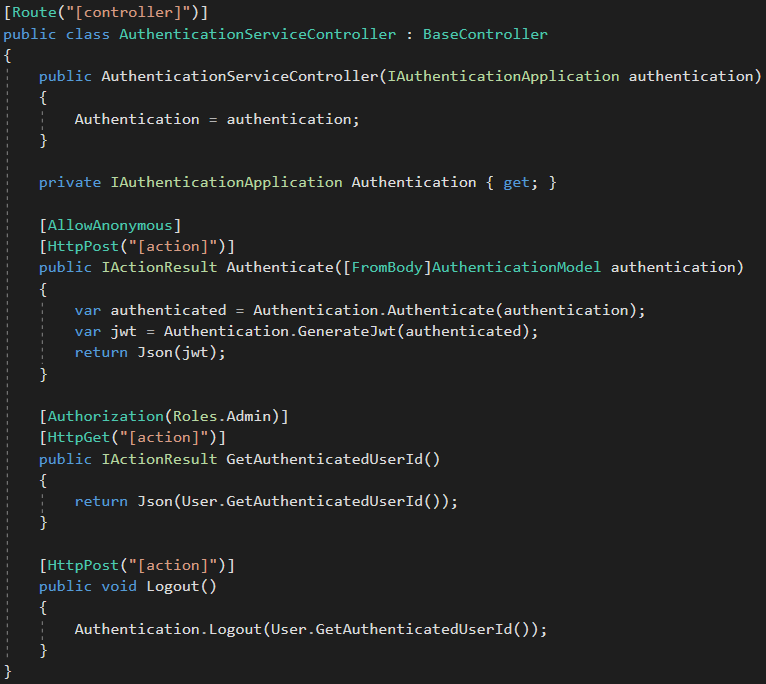 [Route("[controller]")]
public class AuthenticationServiceController : BaseController
{
    public AuthenticationServiceController(IAuthenticationApplication authentication)
    {
        Authentication = authentication;
    }

    private IAuthenticationApplication Authentication { get; }

    [AllowAnonymous]
    [HttpPost("[action]")]
    public IActionResult Authenticate([FromBody]AuthenticationModel authentication)
    {
        var authenticated = Authentication.Authenticate(authentication);
        var jwt = Authentication.GenerateJwt(authenticated);
        return Json(jwt);
    }

    [Authorization(Roles.Admin)]
    [HttpGet("[action]")]
    public IActionResult GetAuthenticatedUserId()
    {
        return Json(User.GetAuthenticatedUserId());
    }

    [HttpPost("[action]")]
    public void Logout()
    {
        Authentication.Logout(User.GetAuthenticatedUserId());
    }
}